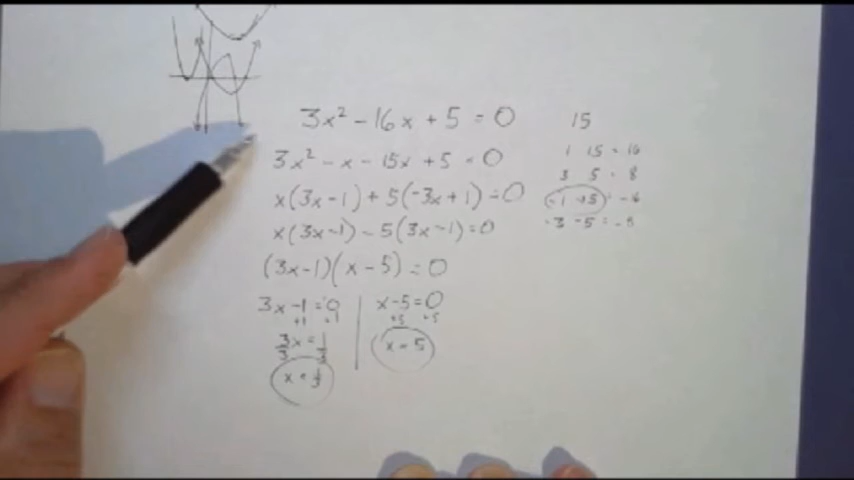 3x² - 16x + 5 = 0
15
3x² - x - 15x + 5 = 0
1 15 = 16
3 5 = 8
x(3x-1) + 5(-3x+1) = 0
-1 -15 = -16
x(3x-1) - 5(3x-1) = 0
-3 -5 = -8
(3x-1)(x-5) = 0
3x-1=0
x-5=0
+1 +1
+5 +5
3x = 1
3 3
x = 5
x = 1/3